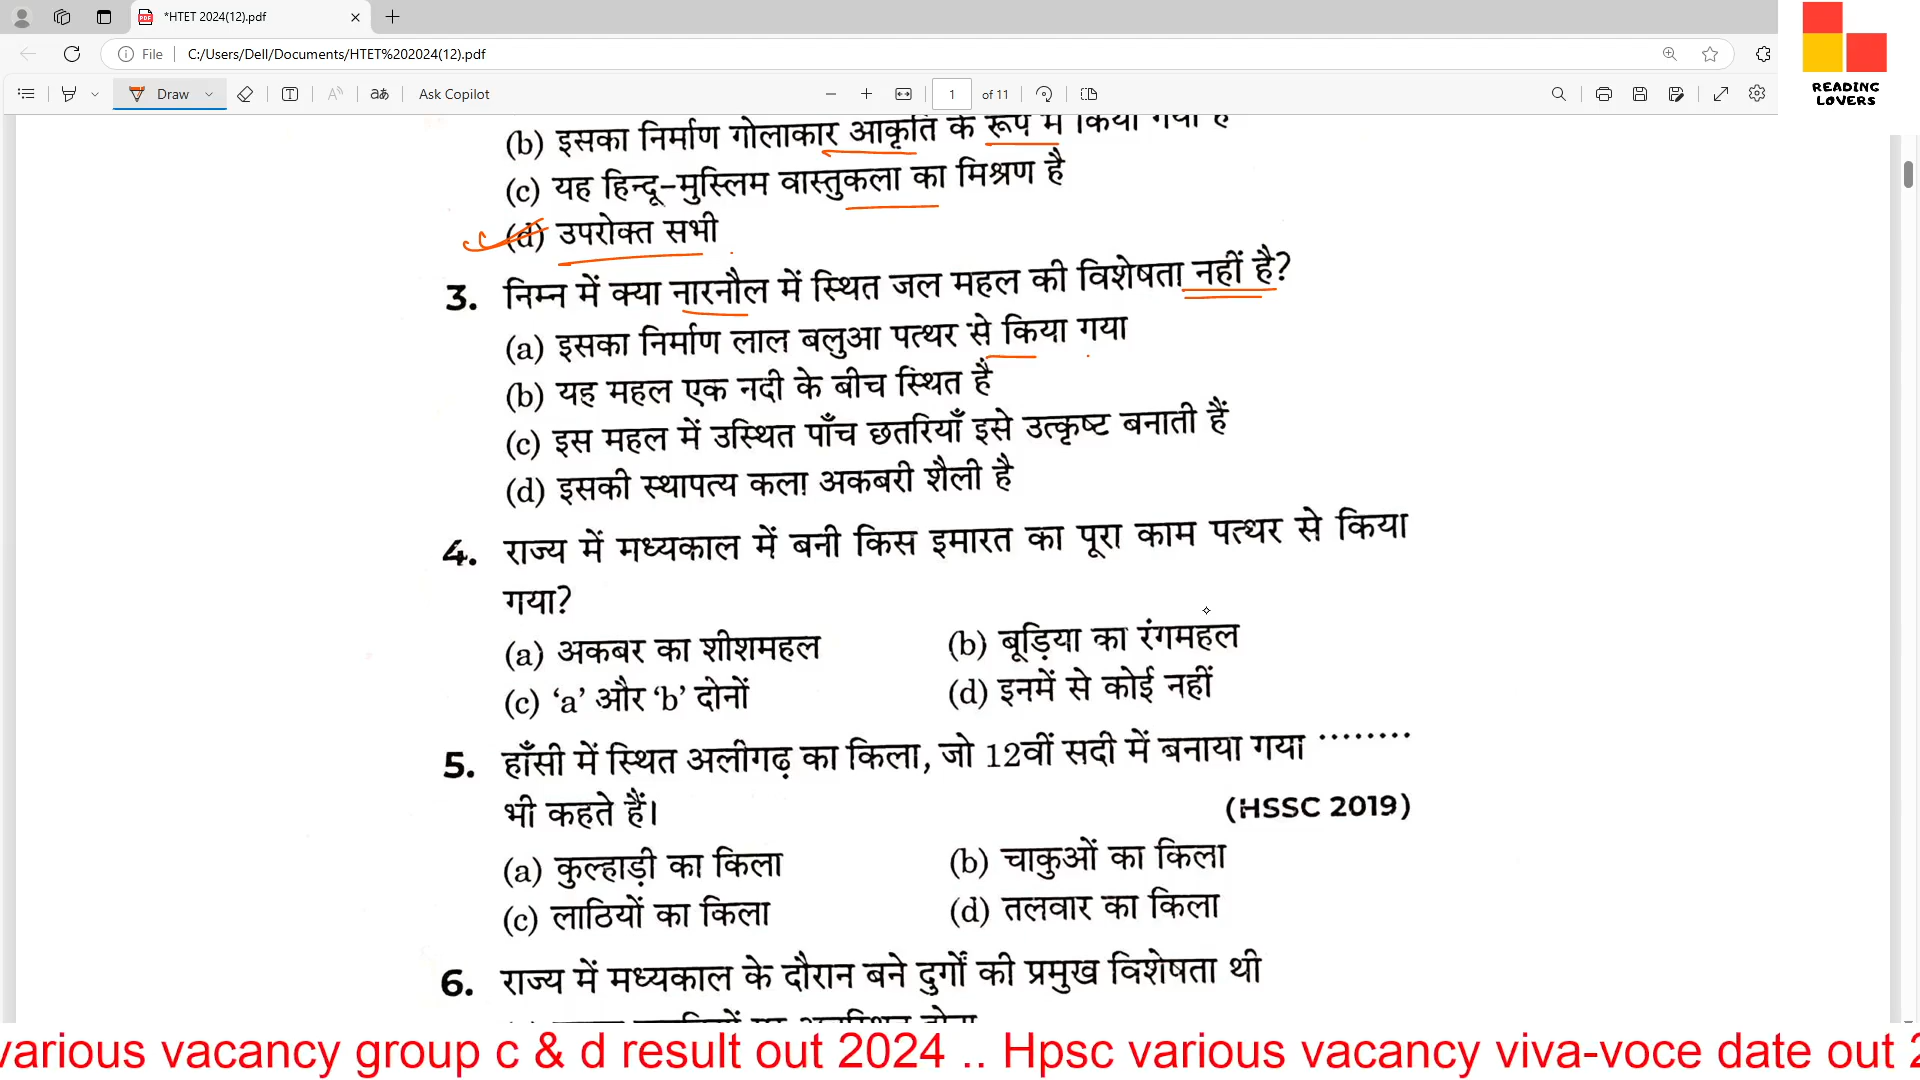 *HTET 2024(12).pdf
File C:/Users/Dell/Documents/HTET%202024(12).pdf
Draw aあ Ask Copilot 1 of 11
READING
LOVERS
(b) इसका निर्माण गोलाकार आकृति के रूप में किया गया है
(c) यह हिन्दू-मुस्लिम वास्तुकला का मिश्रण है
(d) उपरोक्त सभी
3. निम्न में क्या नारनौल में स्थित जल महल की विशेषता नहीं है?
(a) इसका निर्माण लाल बलुआ पत्थर से किया गया
(b) यह महल एक नदी के बीच स्थित है
(c) इस महल में उस्थित पाँच छतरियाँ इसे उत्कृष्ट बनाती हैं
(d) इसकी स्थापत्य कला अकबरी शैली है
4. राज्य में मध्यकाल में बनी किस इमारत का पूरा काम पत्थर से किया
गया?
(a) अकबर का शीशमहल (b) बूड़िया का रंगमहल
(c) ‘a’ और ‘b’ दोनों (d) इनमें से कोई नहीं
5. हाँसी में स्थित अलीगढ़ का किला, जो 12वीं सदी में बनाया गया ········
भी कहते हैं। (HSSC 2019)
(a) कुल्हाड़ी का किला (b) चाकुओं का किला
(c) लाठियों का किला (d) तलवार का किला
6. राज्य में मध्यकाल के दौरान बने दुर्गों की प्रमुख विशेषता थी
various vacancy group c & d result out 2024 .. Hpsc various vacancy viva-voce date out